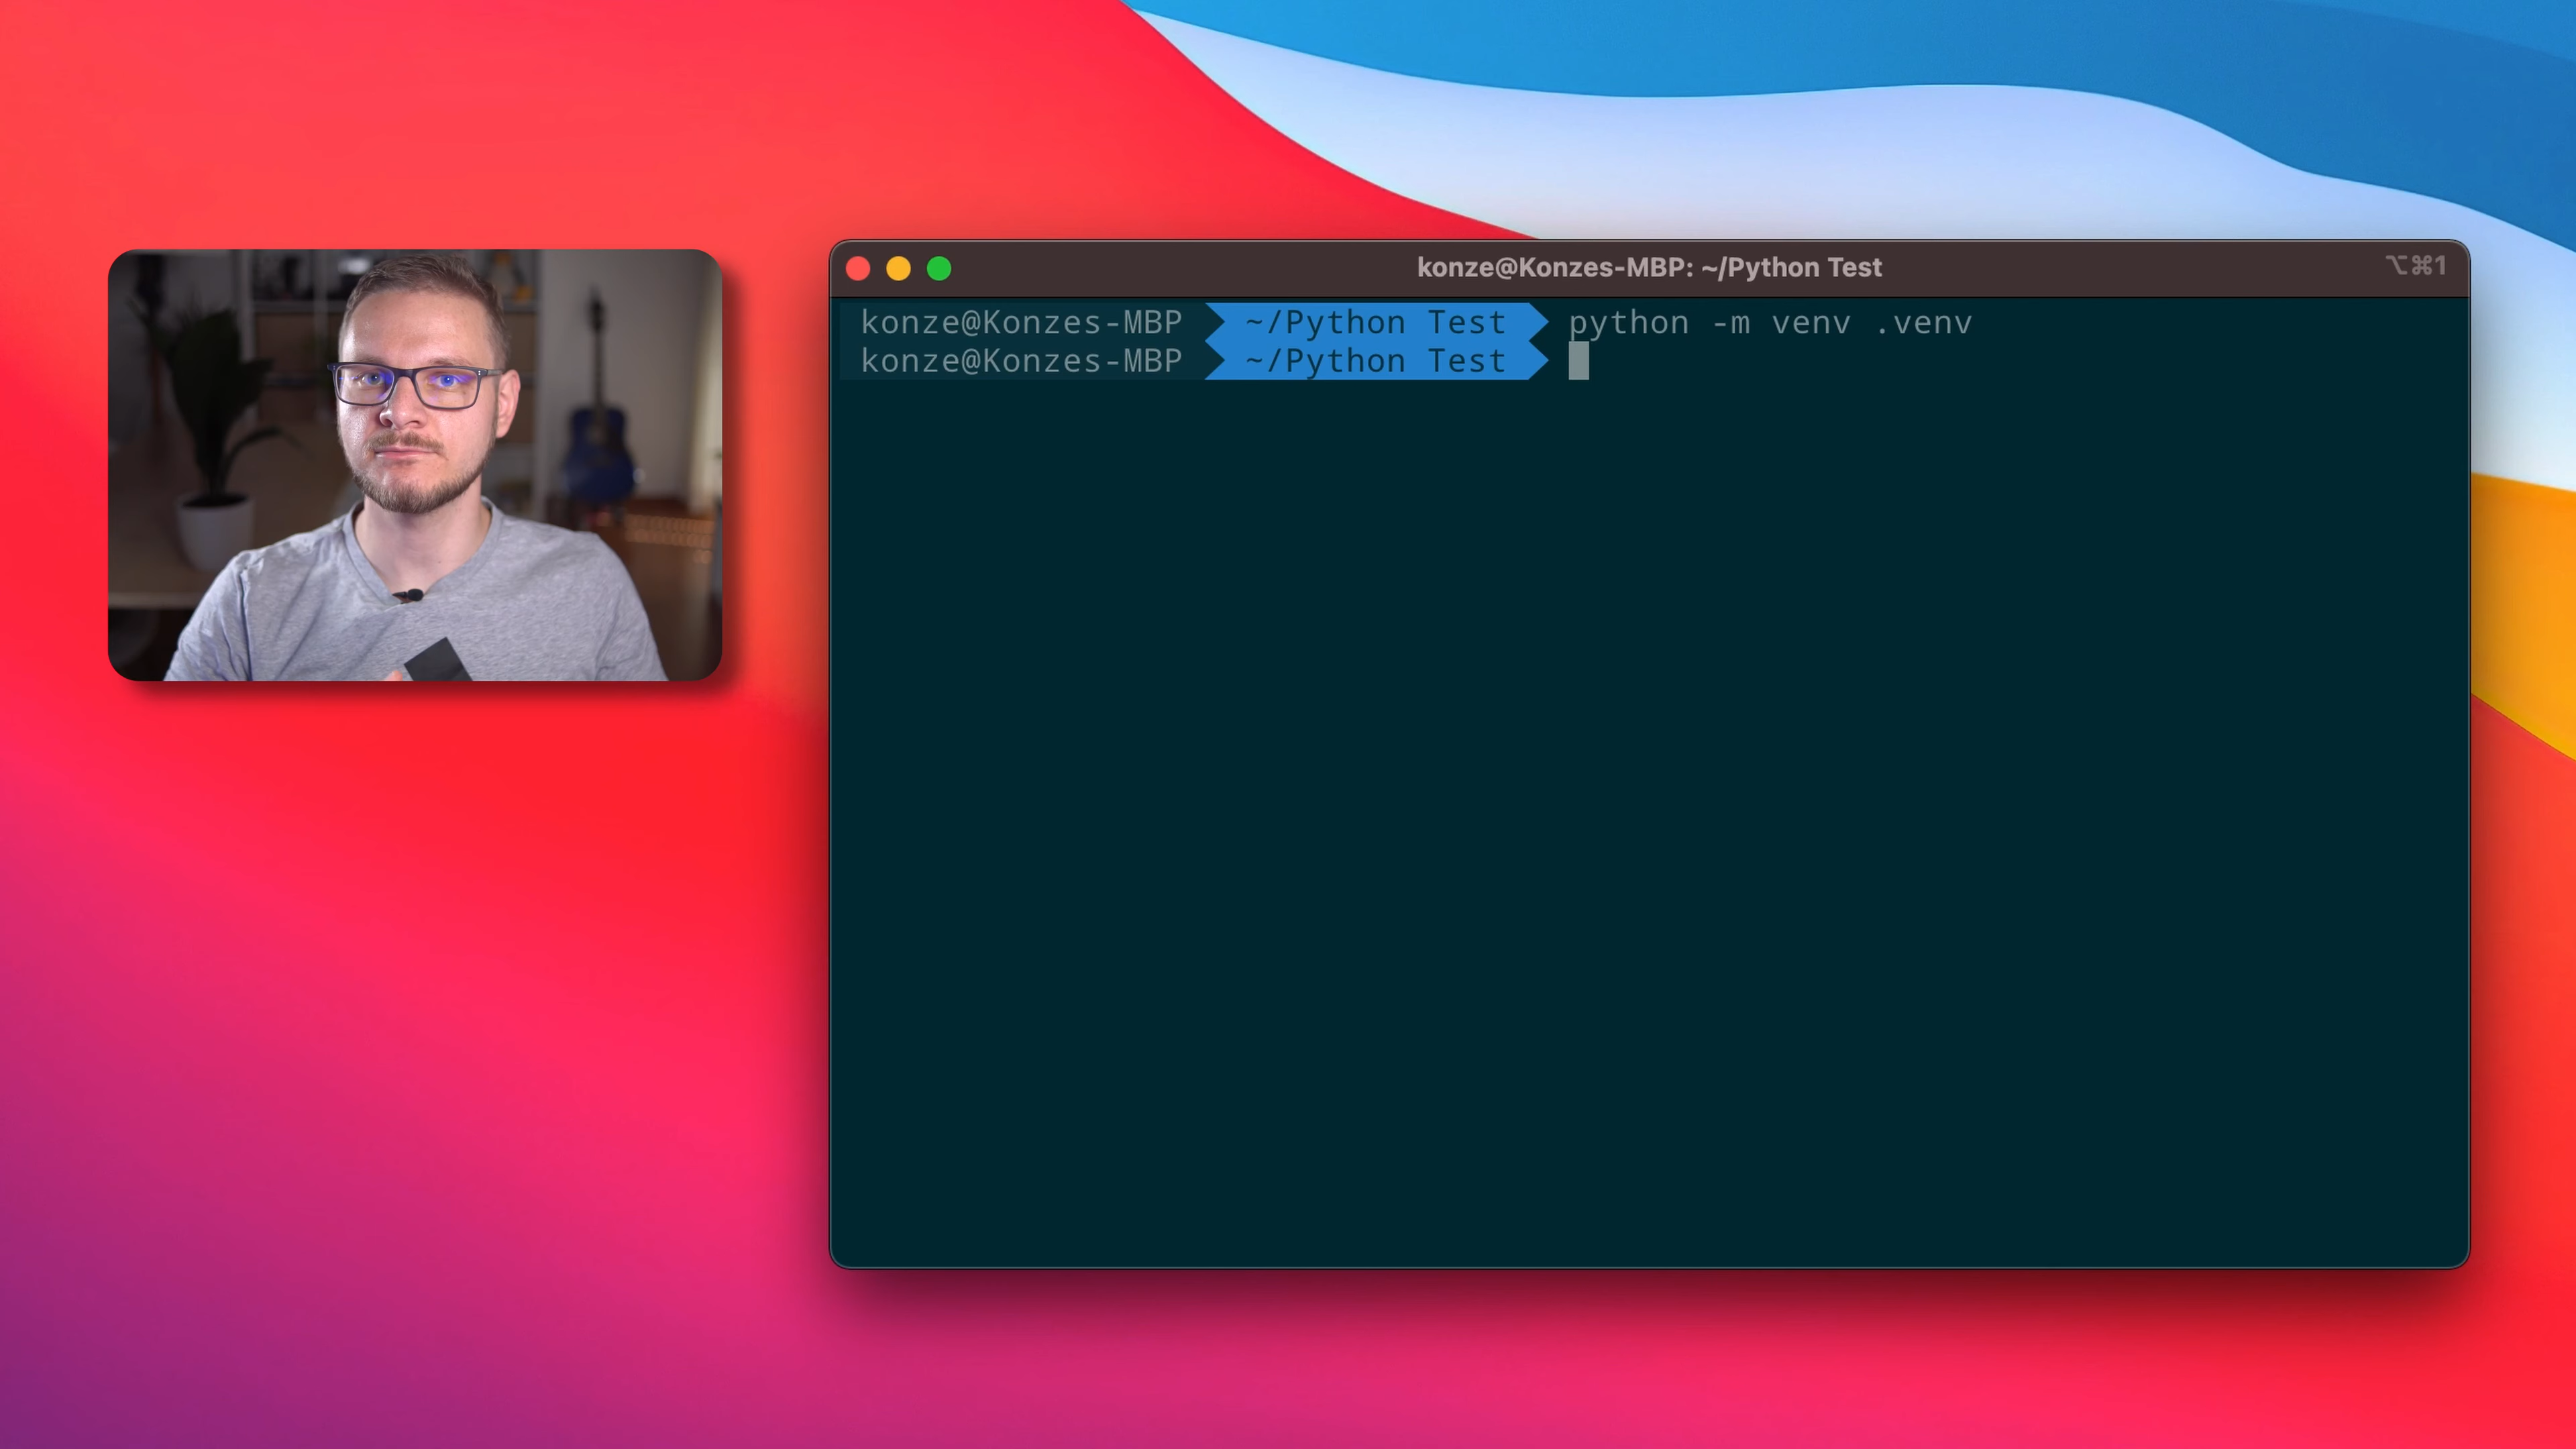 konze@Konzes-MBP: ~/Python Test
⌥⌘1
konze@Konzes-MBP ~/Python Test python -m venv .venv
konze@Konzes-MBP ~/Python Test